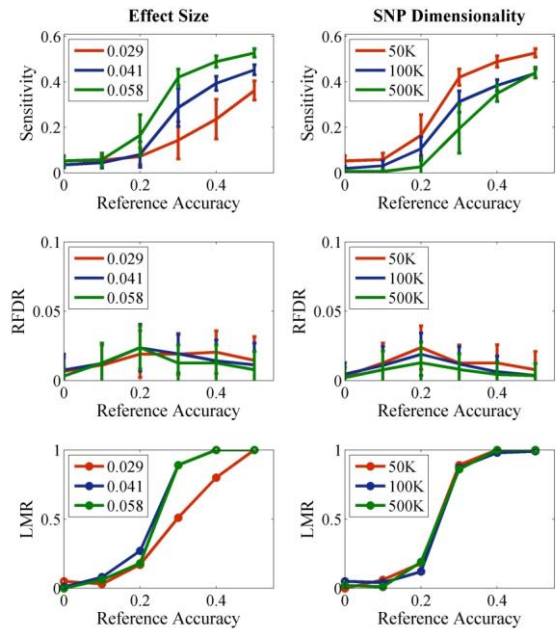 Effect Size
Sensitivity
0.6
0.4
0.2
0
0.029
0.041
0.058
0 0.2 0.4
Reference Accuracy
SNP Dimensionality
Sensitivity
0.6
0.4
0.2
0
50K
100K
500K
0 0.2 0.4
Reference Accuracy
RFDR
0.1
0.05
0
0.029
0.041
0.058
0 0.2 0.4
Reference Accuracy
RFDR
0.1
0.05
0
50K
100K
500K
0 0.2 0.4
Reference Accuracy
LMR
1
0.5
0
0.029
0.041
0.058
0 0.2 0.4
Reference Accuracy
LMR
1
0.5
0
50K
100K
500K
0 0.2 0.4
Reference Accuracy